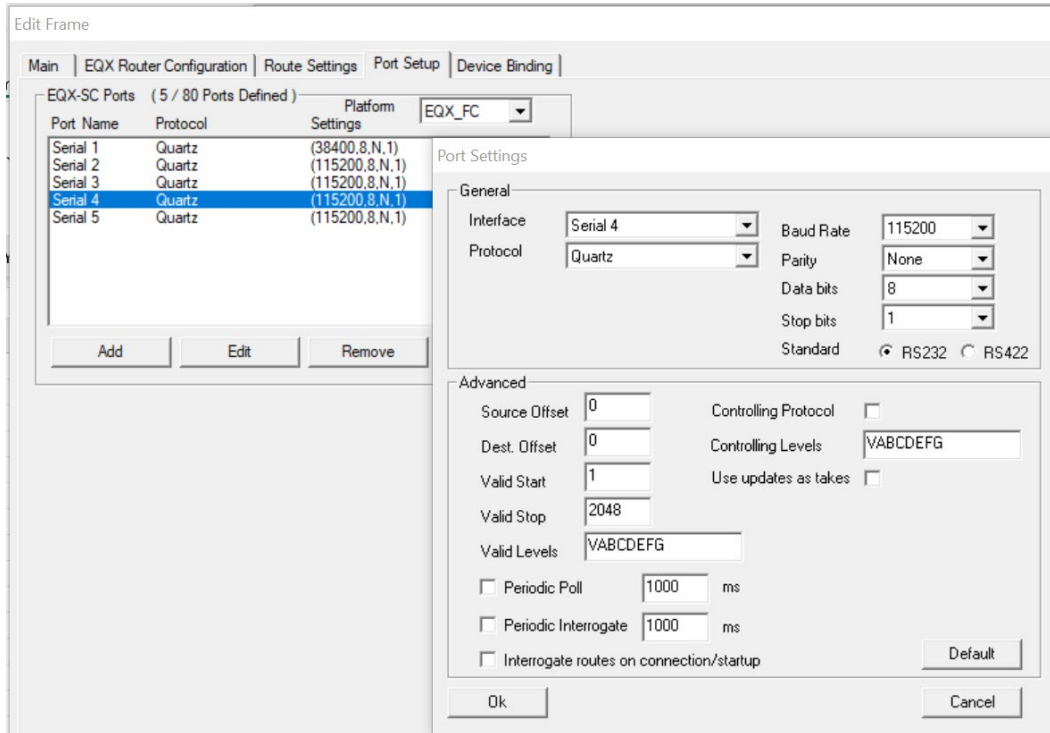 Edit Frame
Main EQX Router Configuration Route Settings Port Setup Device Binding
EQX-SC Ports ( 5 / 80 Ports Defined )
Platform EQX_FC
Port Name Protocol Settings
Serial 1 Quartz (38400,8,N,1)
Serial 2 Quartz (115200,8,N,1)
Serial 3 Quartz (115200,8,N,1)
Serial 4 Quartz (115200,8,N,1)
Serial 5 Quartz (115200,8,N,1)
Add Edit Remove
Port Settings
General
Interface Serial 4 Baud Rate 115200
Protocol Quartz Parity None
Data bits 8
Stop bits 1
Standard RS232 RS422
Advanced
Source Offset 0 Controlling Protocol
Dest. Offset 0 Controlling Levels VABCDEFG
Valid Start 1 Use updates as takes
Valid Stop 2048
Valid Levels VABCDEFG
Periodic Poll 1000 ms
Periodic Interrogate 1000 ms
Interrogate routes on connection/startup Default
Ok Cancel